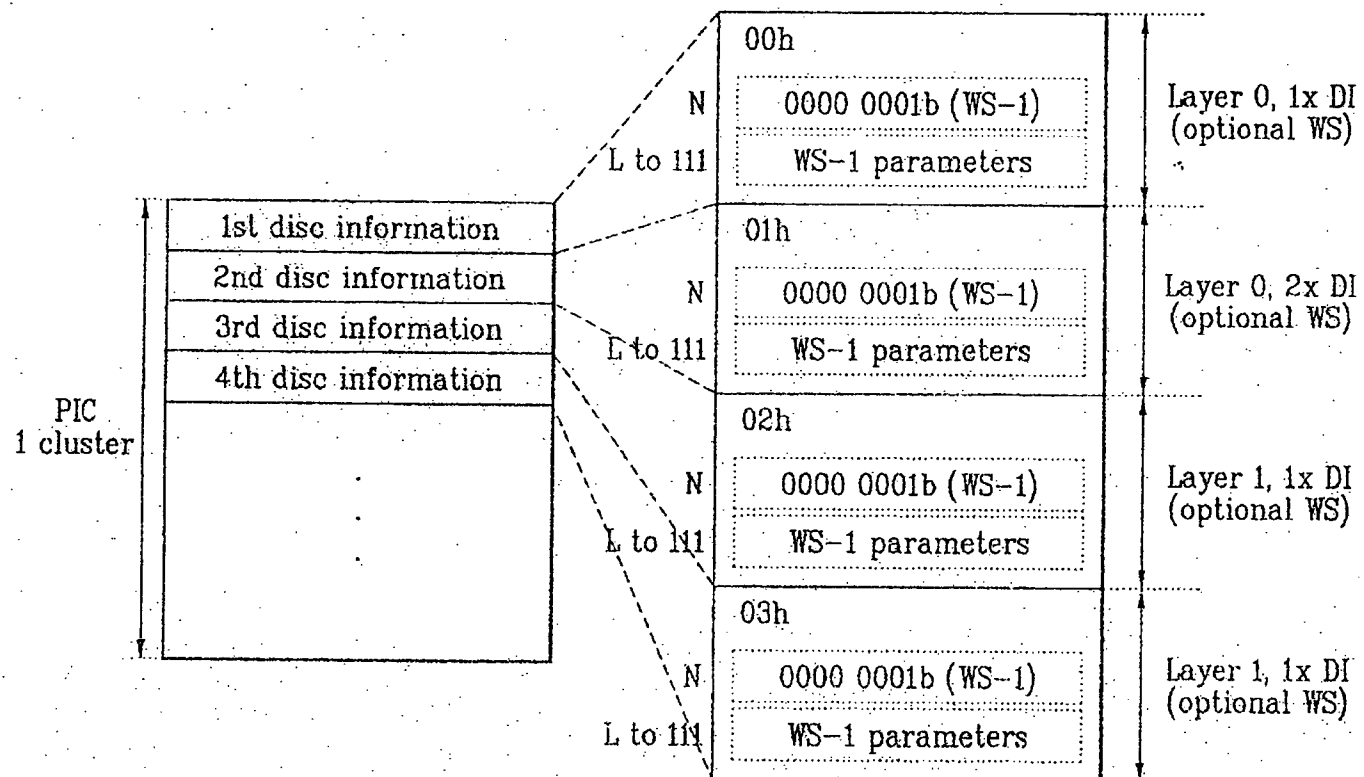 PIC
1 cluster
1st disc information
2nd disc information
3rd disc information
4th disc information
00h
N
0000 0001b (WS-1)
L to 111
WS-1 parameters
Layer 0, 1x DI
(optional WS)
01h
N
0000 0001b (WS-1)
L to 111
WS-1 parameters
Layer 0, 2x DI
(optional WS)
02h
N
0000 0001b (WS-1)
L to 111
WS-1 parameters
Layer 1, 1x DI
(optional WS)
03h
N
0000 0001b (WS-1)
L to 111
WS-1 parameters
Layer 1, 1x DI
(optional WS)